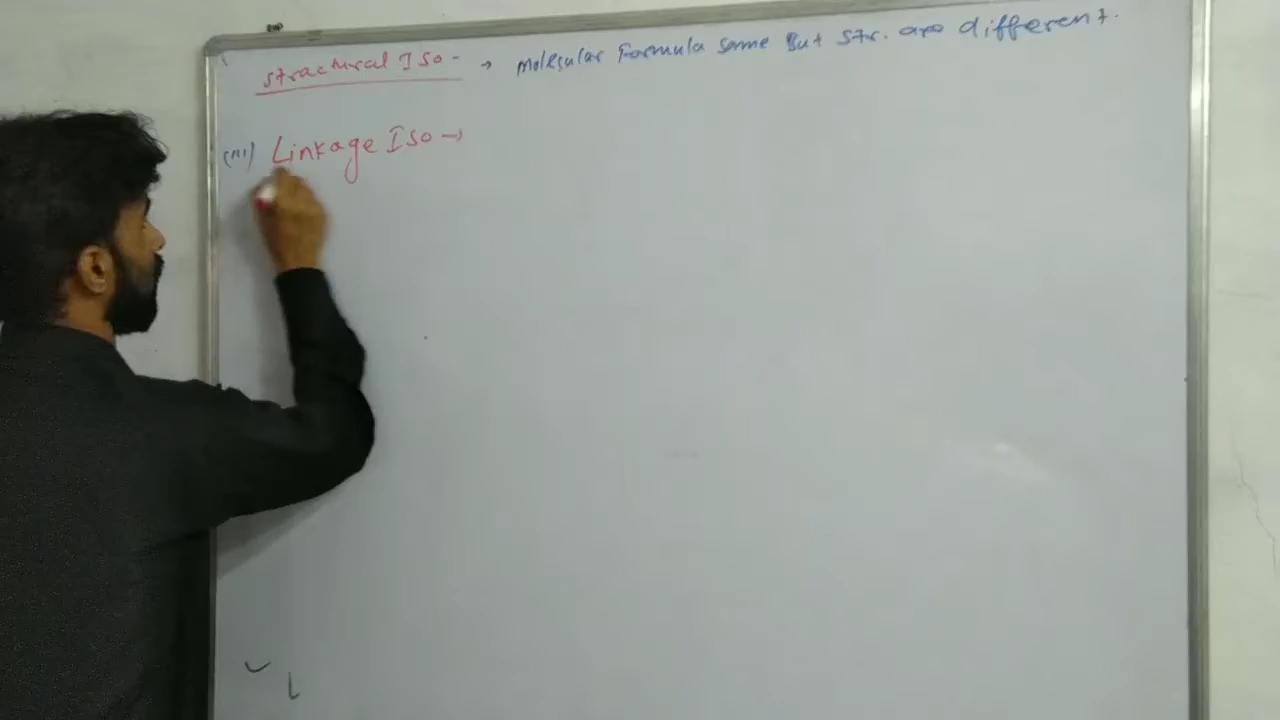 Structural Iso- → molecular Formula same But str. are different.
(III) Linkage Iso →